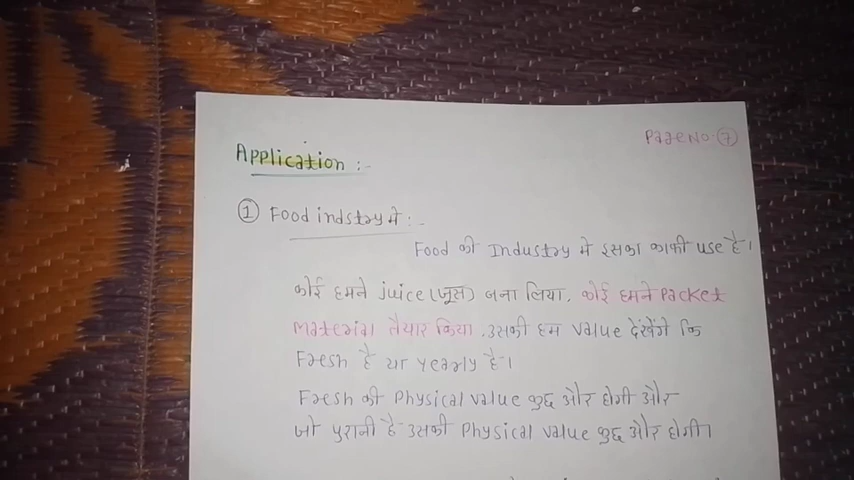 Page No. 7
Application :-
① Food indstry मे :-
Food की Industry मे इसका काफी use है।
कोई हमने juice (जूस) बना लिया. कोई हमने Packet
Material तैयार किया. उसकी हम value देखेंगे कि
Fresh है या yearly है।
Fresh की Physical value कुछ और होगी और
जो पुरानी है उसकी Physical value कुछ और होगी।